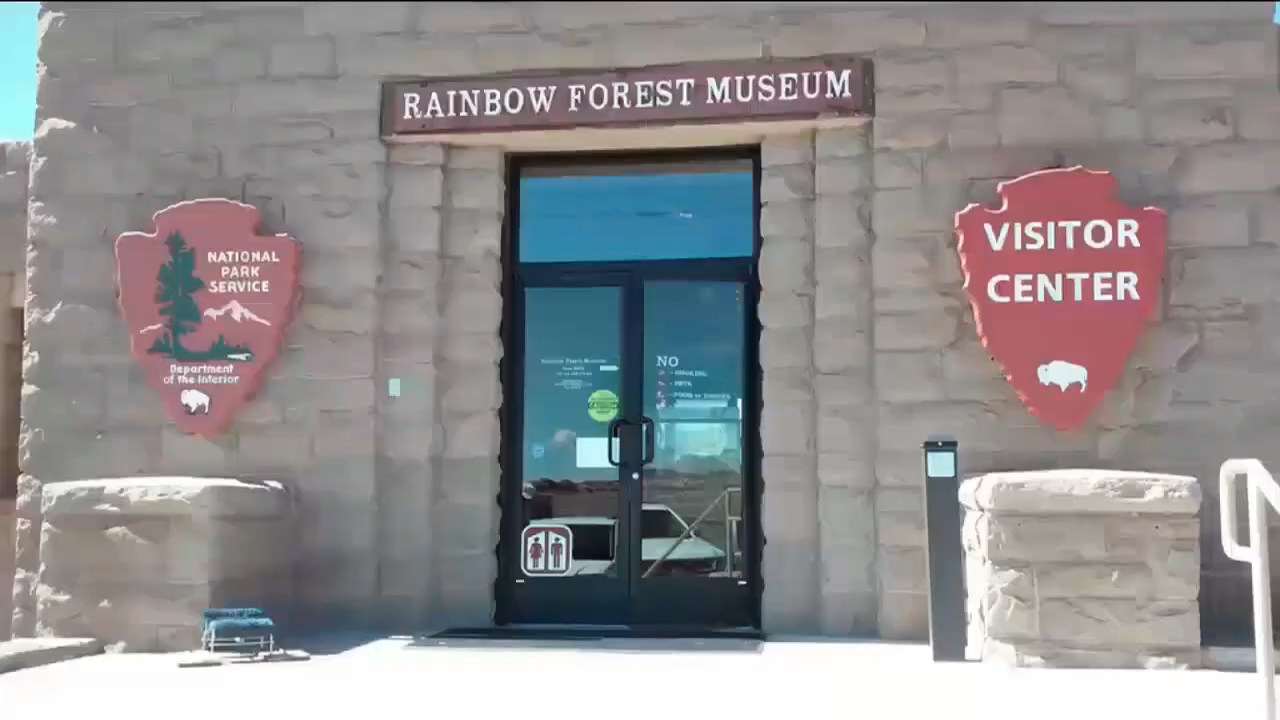 RAINBOW FOREST MUSEUM
NATIONAL
PARK
SERVICE
Department
of the Interior
VISITOR
CENTER
NO